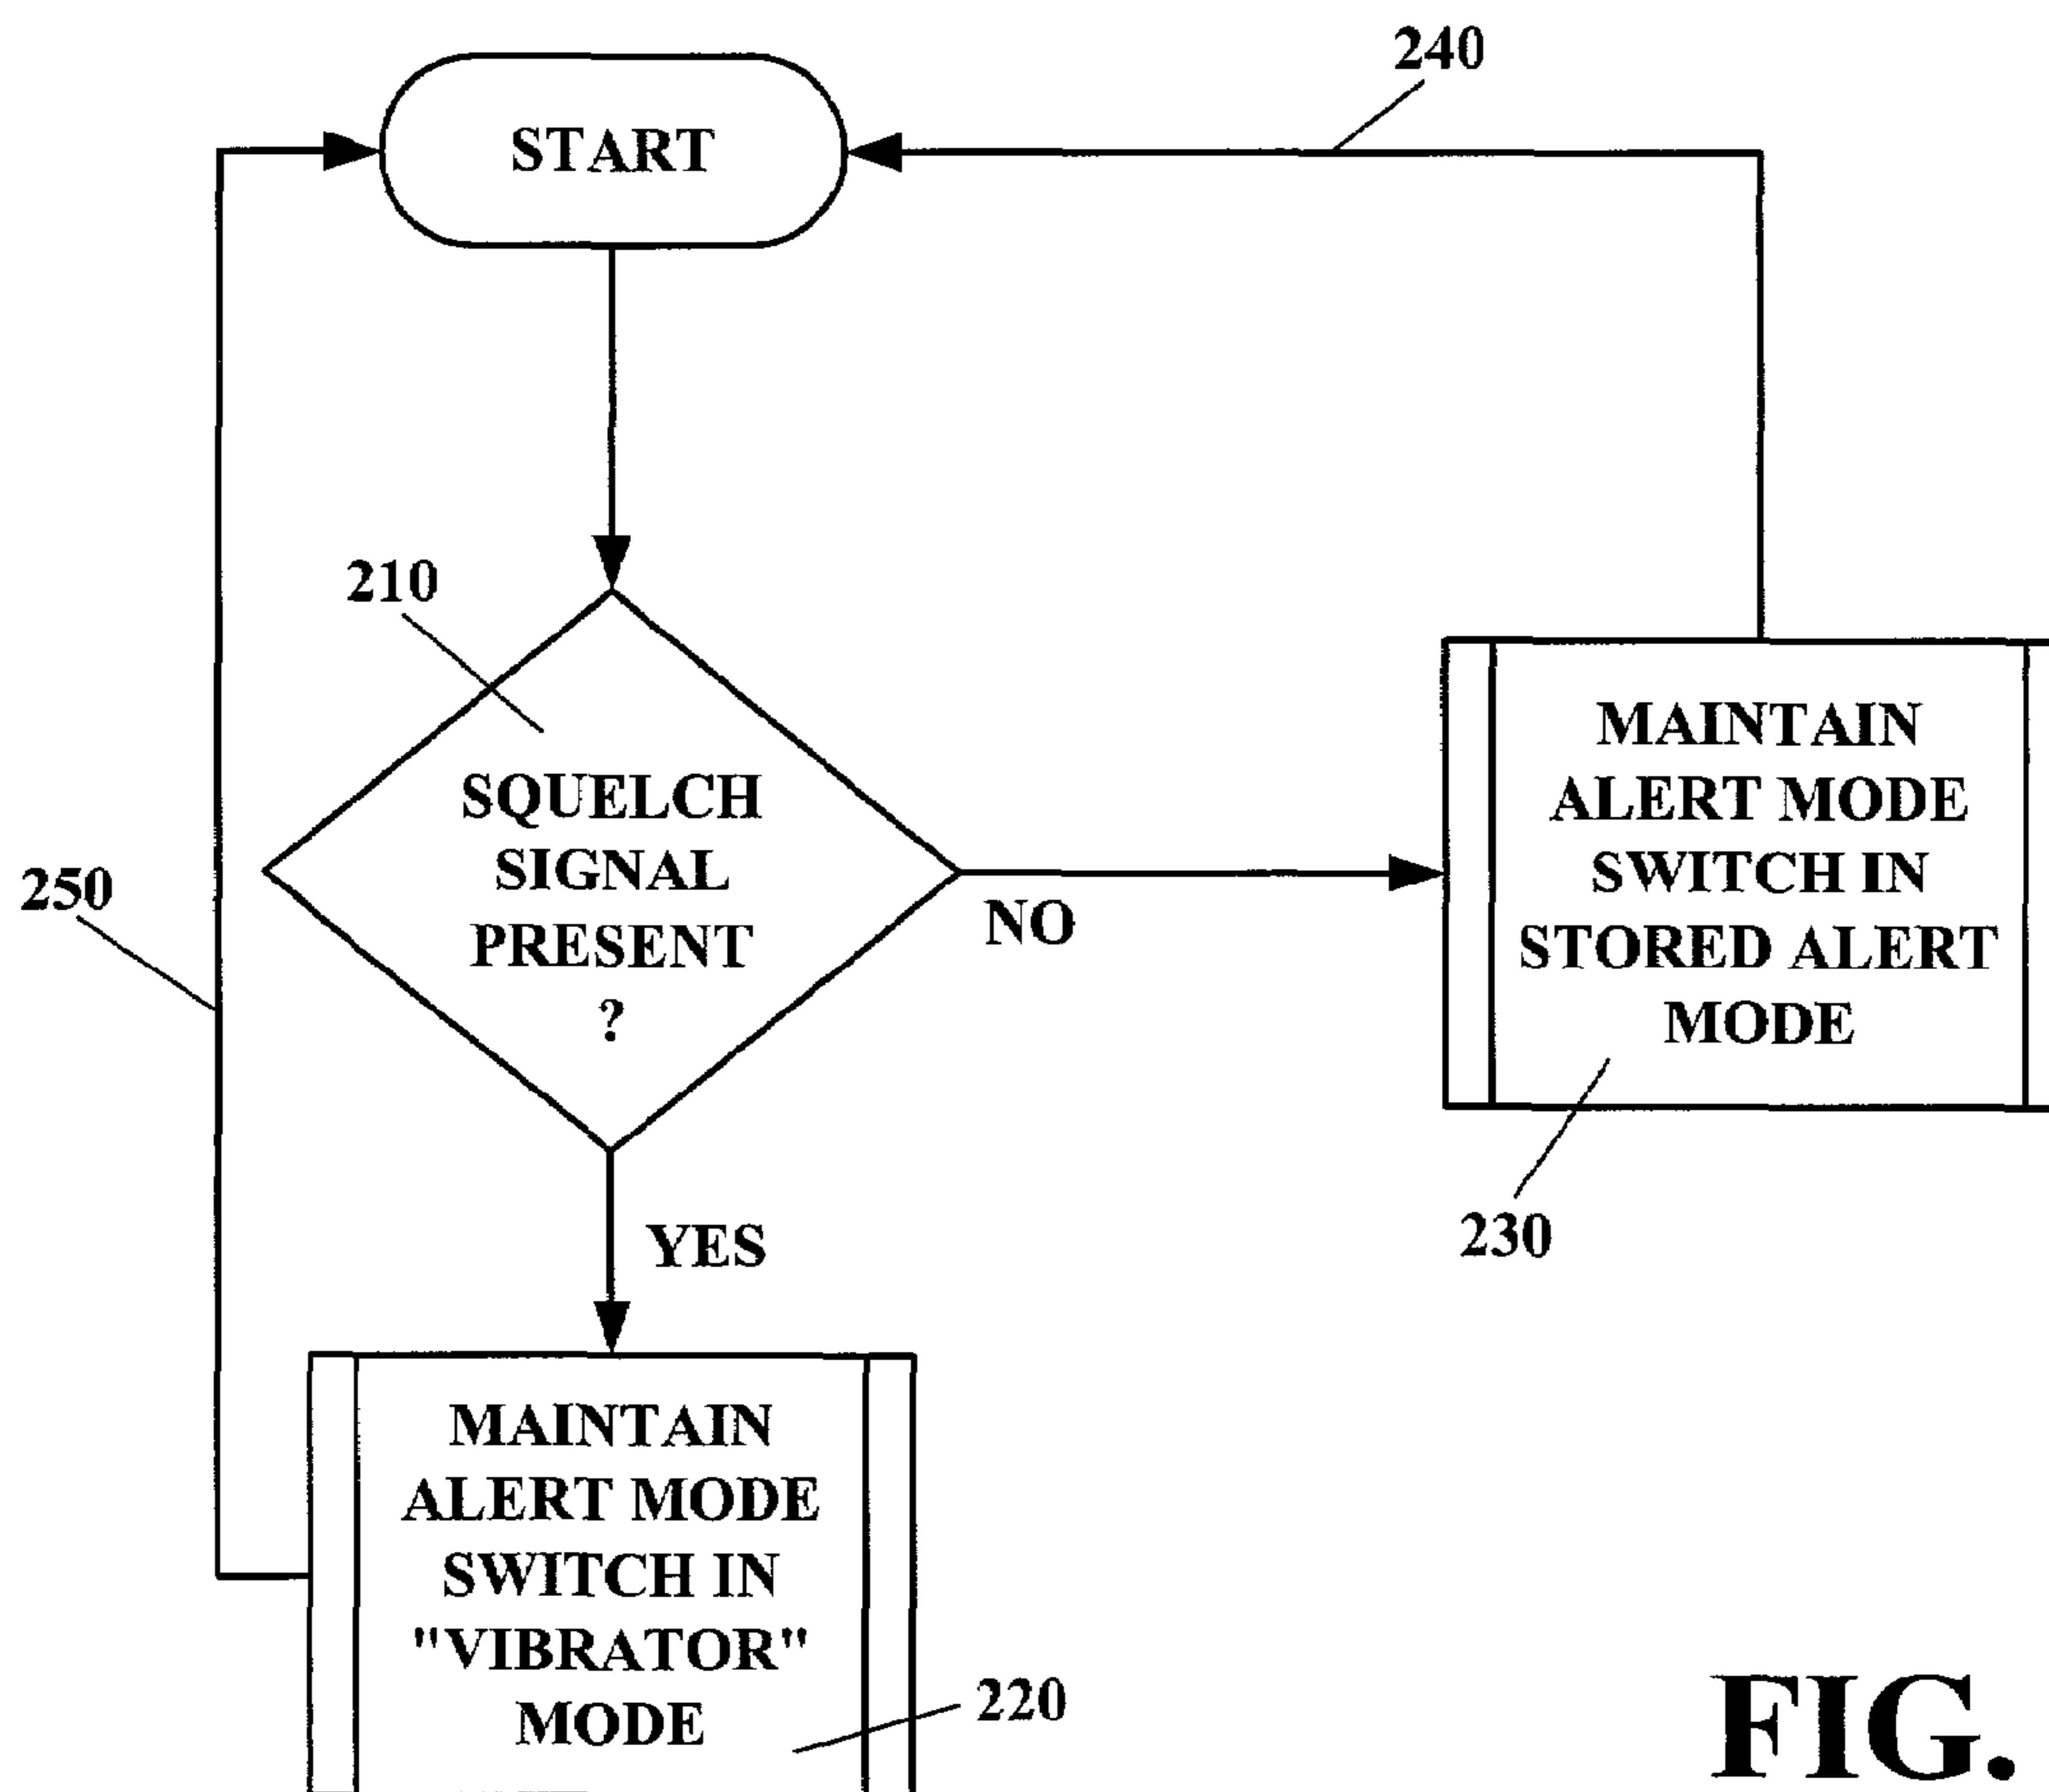 240
START
210
SQUELCH
SIGNAL
PRESENT
?
NO
MAINTAIN
ALERT MODE
SWITCH IN
STORED ALERT
MODE
250
230
YES
MAINTAIN
ALERT MODE
SWITCH IN
"VIBRATOR"
MODE
220
FIG.